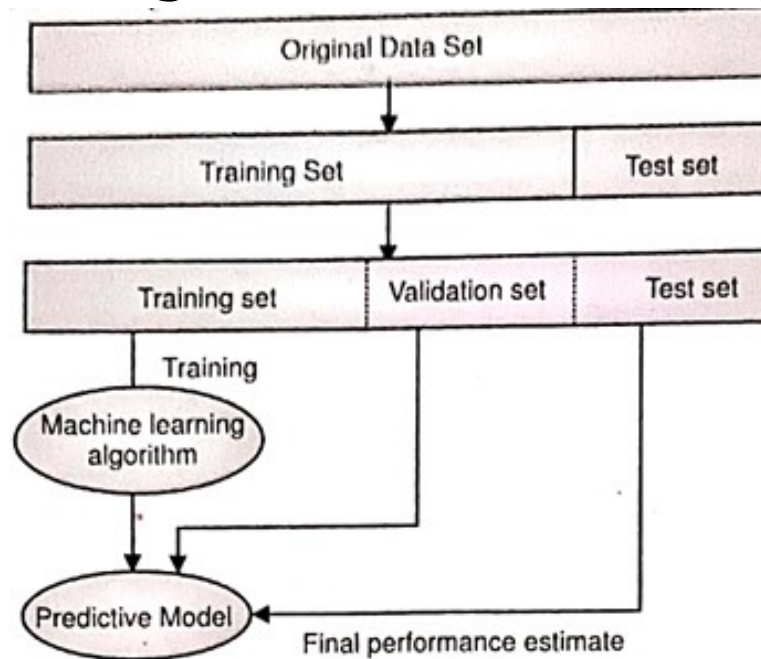 Original Data Set
Training Set
Test set
Training set
Validation set
Test set
Training
Machine learning
algorithm
Predictive Model
Final performance estimate